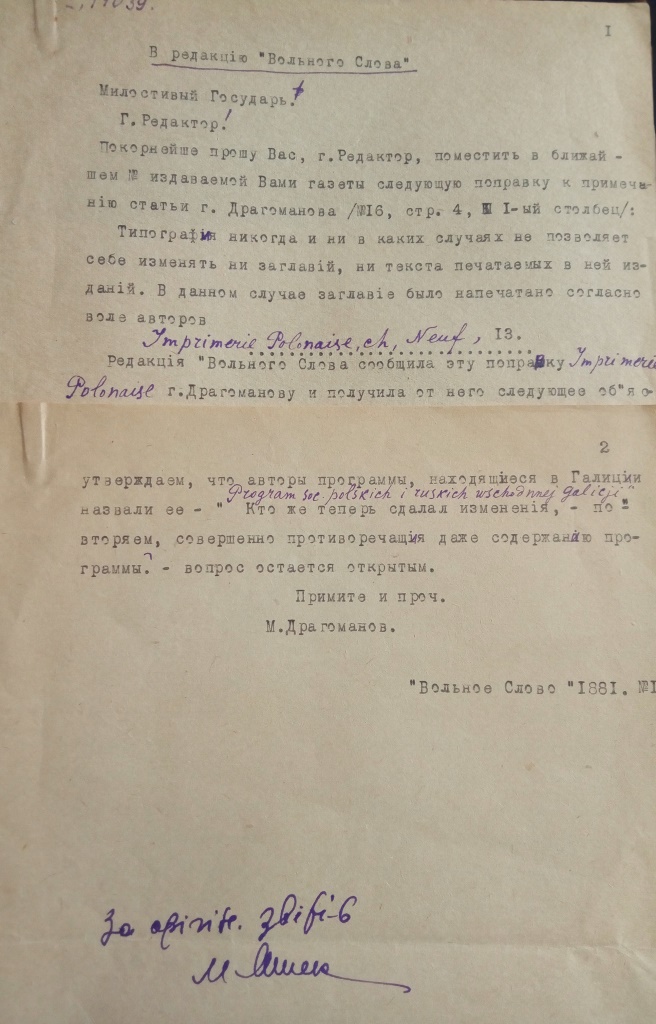 I
В редакцію "Вольного Слова"
Милостивый Государь!
Г.Редактор!
Покорнейше прошу Вас, г.Редактор, поместить в ближай -
шем № издаваемой Вами газеты следующую поправку к примеча-
нію статьи г. Драгоманова /№16, стр. 4, I-ый столбец/:
Типографія никогда и ни в каких случаях не позволяет
себе изменять ни заглавій, ни текста печатаемых в ней из-
даній. В данном случае заглавіе было напечатано согласно
воле авторов
Imprimerie Polonaise, ch, Neuf, 13.
Редакція "Вольного Слова сообщила эту поправку Imprimerie
Polonaise г.Драгоманову и получила от него следующее об"яс-
2
утверждаем, что авторы программы, находящіеся в Галиціи
Program soc. polskich i ruskich wschodnnej galicji"
назвали ее - " Кто же теперь сдалал измененія, - по -
вторяем, совершенно противоречащія даже содержанію про-
граммы? - вопрос остается открытым.
Примите и проч.
М.Драгоманов.
"Вольное Слово "1881. №1
За
М